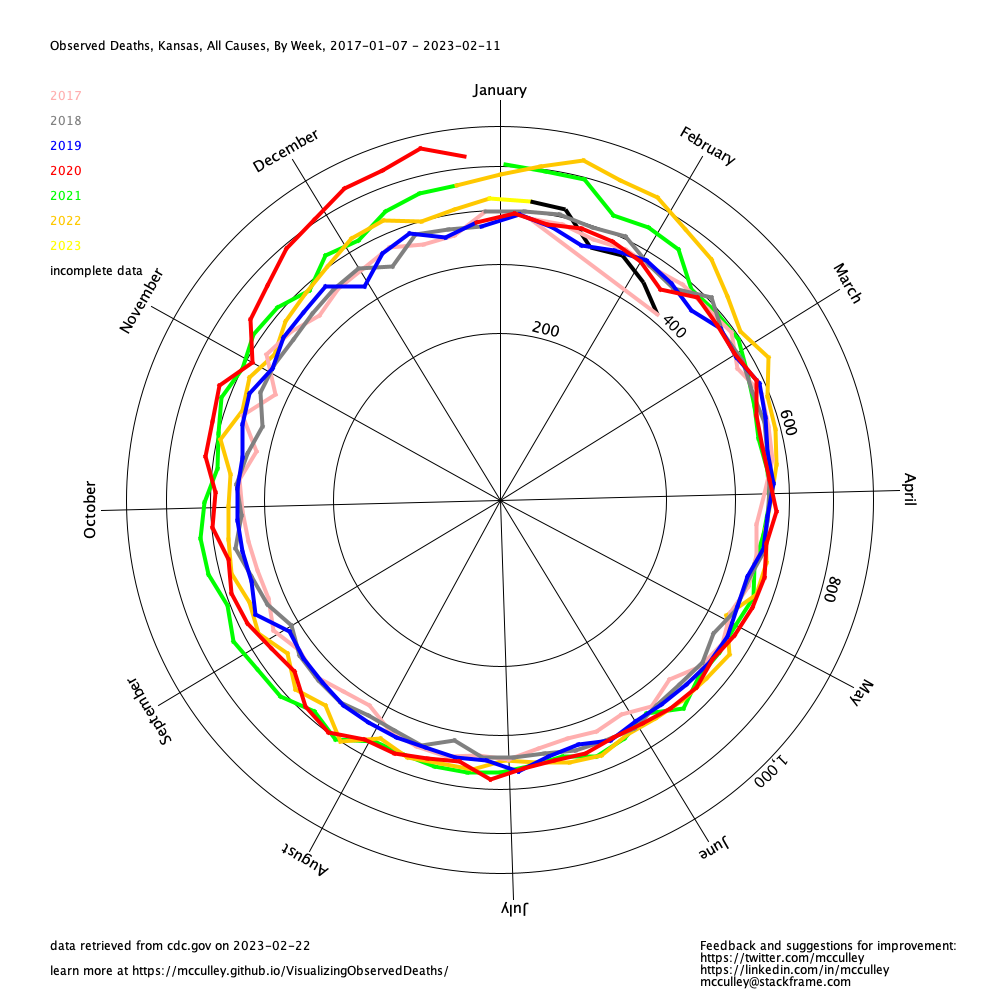 Observed Deaths, Kansas, All Causes, By Week, 2017-01-07 - 2023-02-11
2017
2018
2019
2020
2021
2022
2023
incomplete data
January
February
March
April
May
June
July
August
September
October
November
December
200
400
600
800
1,000
data retrieved from cdc.gov on 2023-02-22
learn more at https://mcculley.github.io/VisualizingObservedDeaths/
Feedback and suggestions for improvement:
https://twitter.com/mcculley
https://linkedin.com/in/mcculley
mcculley@stackframe.com